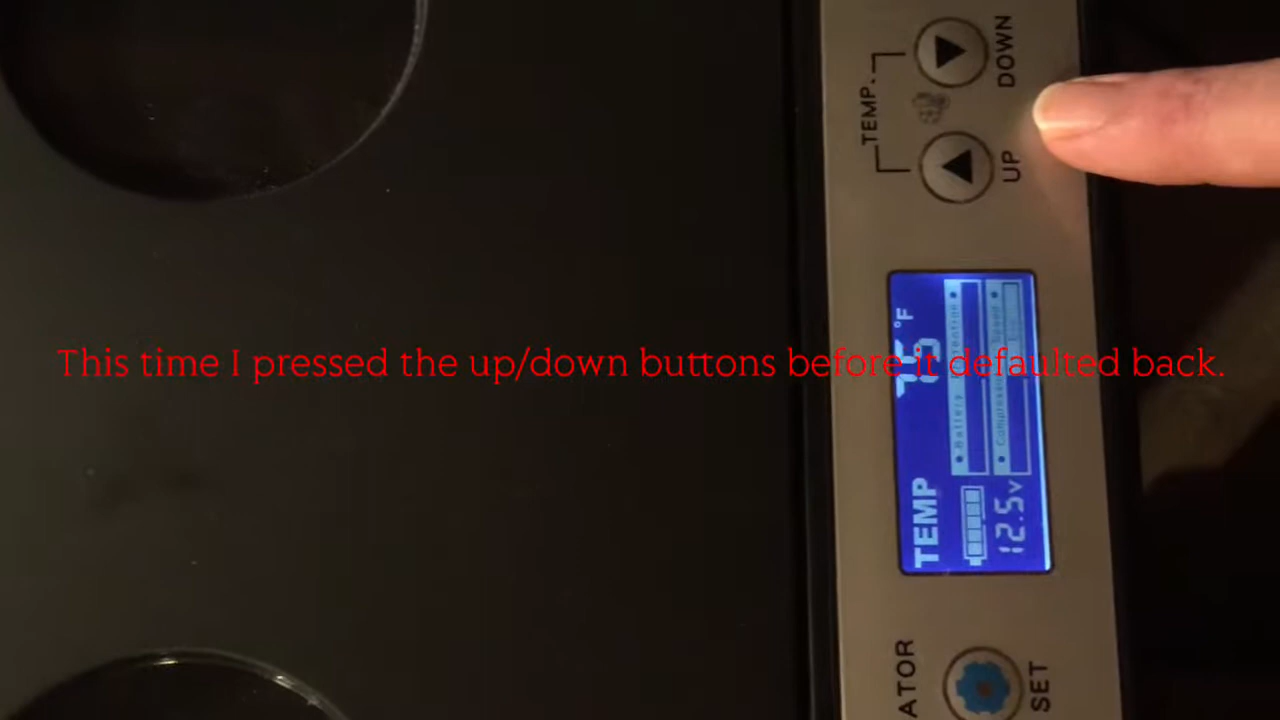 This time I pressed the up/down buttons before it defaulted back.
DOWN
TEMP.
UP
75 °F
TEMP
12.5v
ATOR
SET